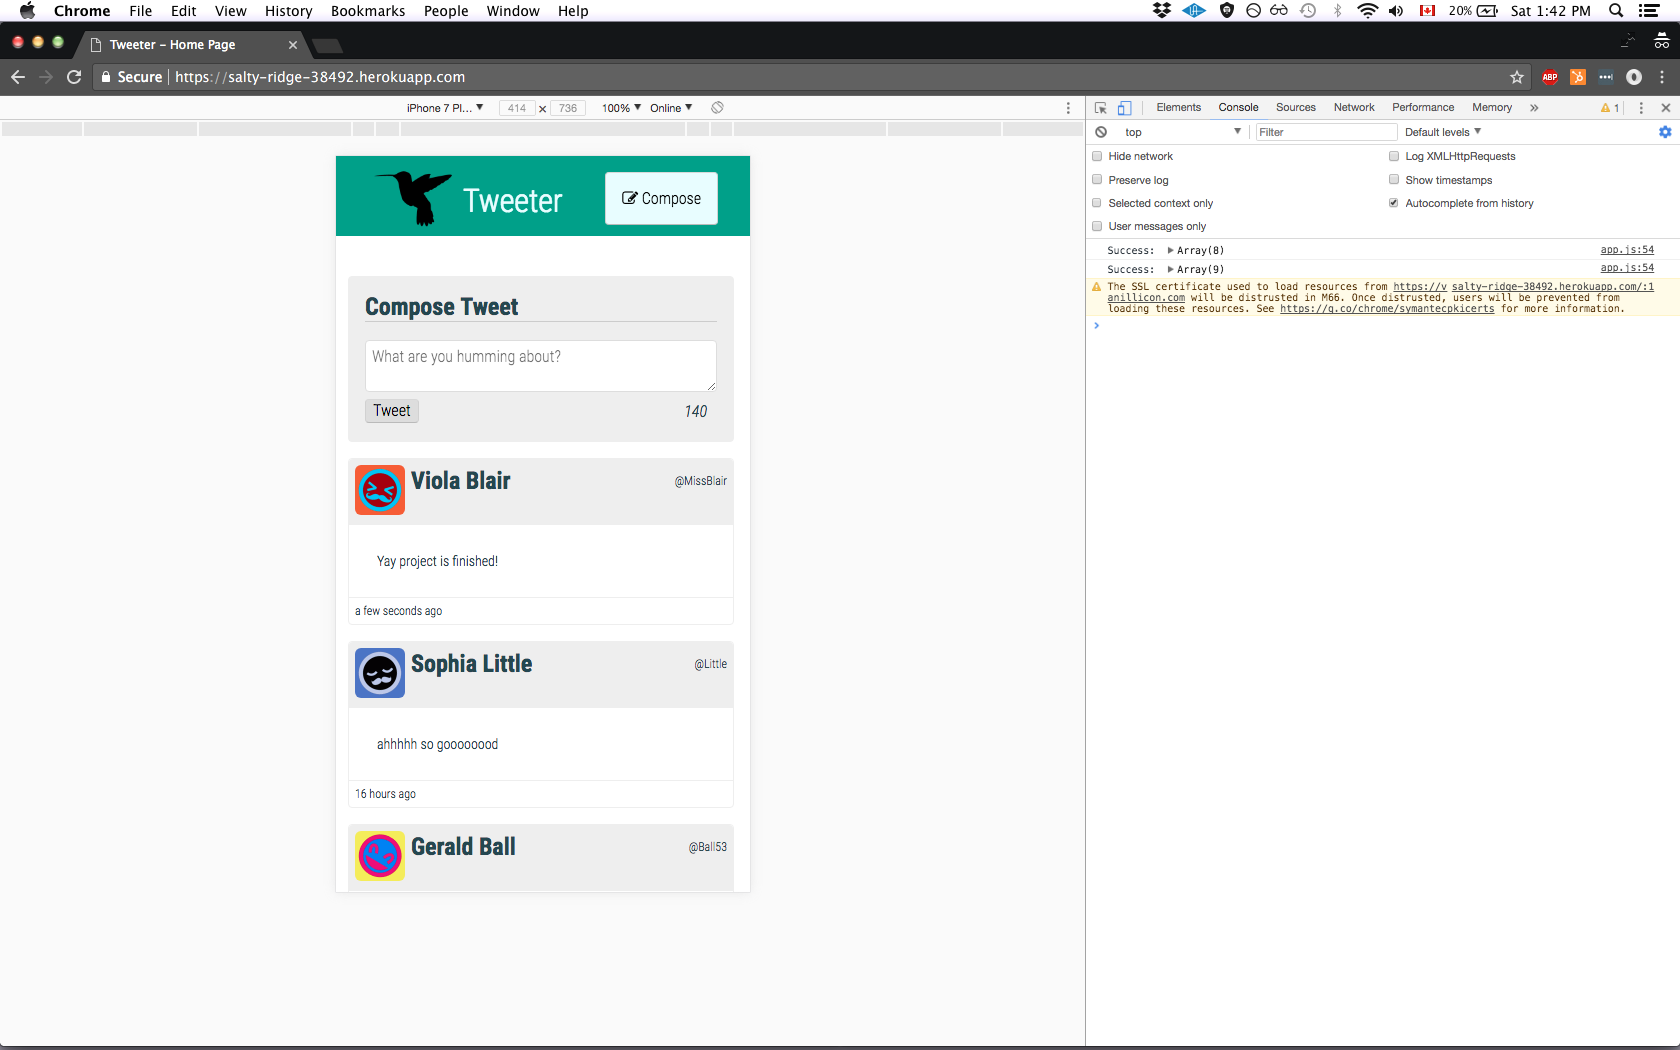 Chrome File Edit View History Bookmarks People Window Help 20% Sat 1:42 PM
Tweeter – Home Page
Secure https://salty-ridge-38492.herokuapp.com ABP
iPhone 7 Pl... ▼ 414 × 736 100% ▼ Online ▼
Elements Console Sources Network Performance Memory » 1
top ▼ Filter Default levels ▼
Hide network Log XMLHttpRequests
Preserve log Show timestamps
Selected context only Autocomplete from history
User messages only
Success: ▶ Array(8) app.js:54
Success: ▶ Array(9) app.js:54
The SSL certificate used to load resources from https://v salty-ridge-38492.herokuapp.com/:1
anillicon.com will be distrusted in M66. Once distrusted, users will be prevented from
loading these resources. See https://g.co/chrome/symantecpkicerts for more information.
Tweeter Compose
Compose Tweet
What are you humming about?
Tweet 140
Viola Blair @MissBlair
Yay project is finished!
a few seconds ago
Sophia Little @Little
ahhhhh so goooooood
16 hours ago
Gerald Ball @Ball53